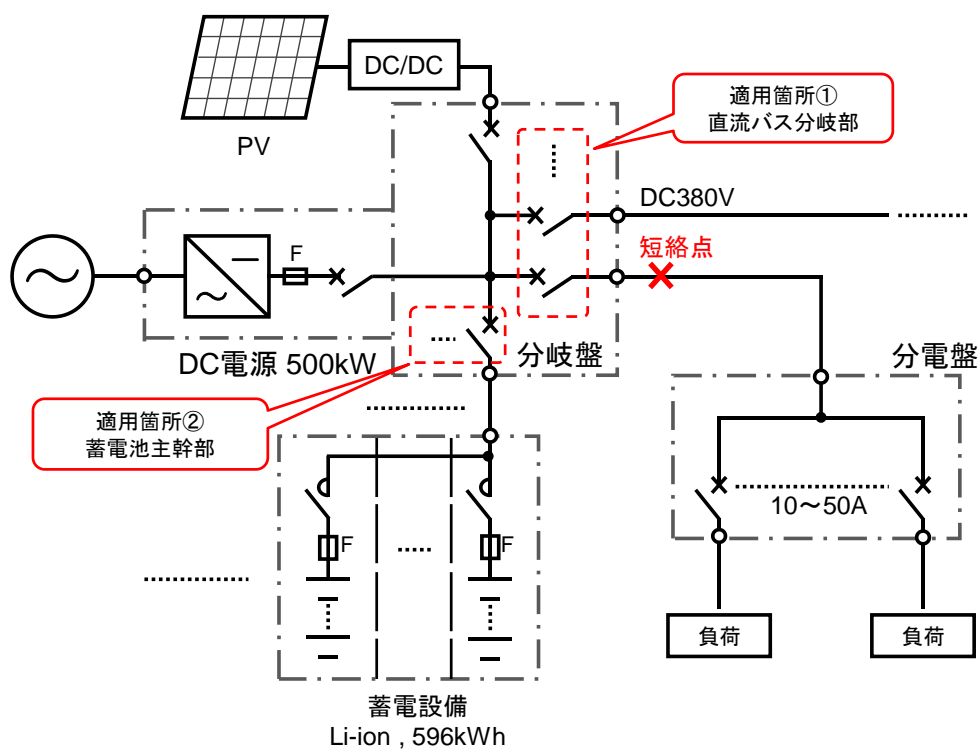 DC/DC
PV
適用箇所①
直流バス分岐部
DC380V
短絡点
F
DC電源 500kW
分岐盤
分電盤
適用箇所②
蓄電池主幹部
10～50A
F
F
負荷
負荷
蓄電設備
Li-ion , 596kWh